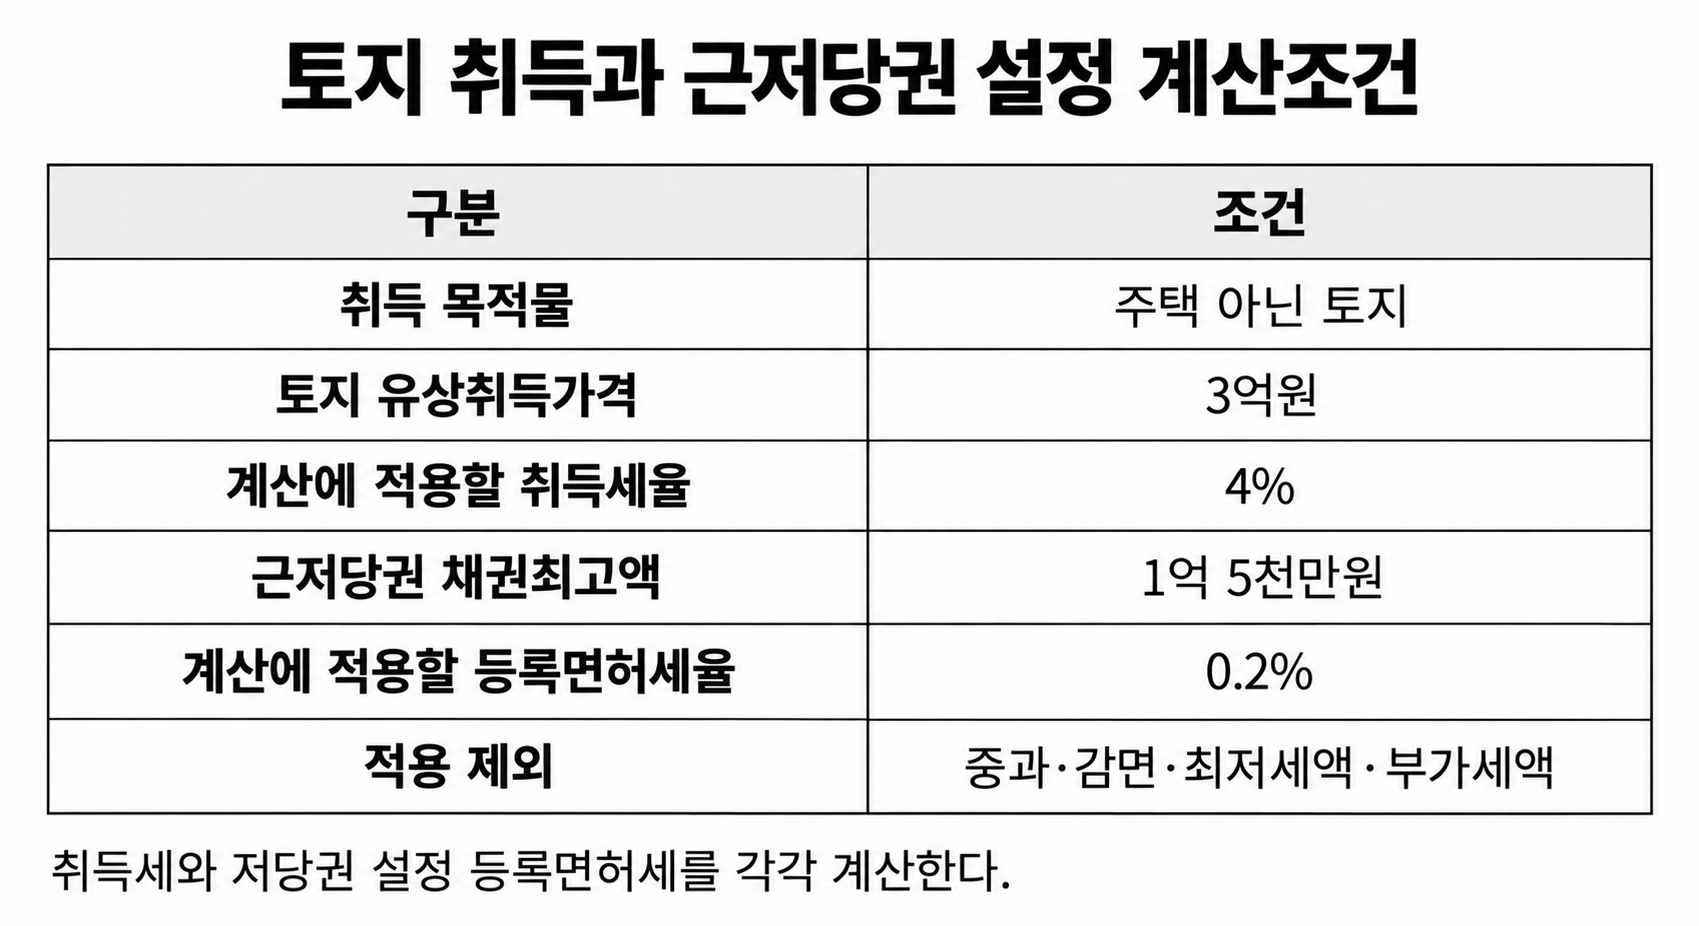 토지 취득과 근저당권 설정 계산조건
구분 조건
취득 목적물 주택 아닌 토지
토지 유상취득가격 3억원
계산에 적용할 취득세율 4%
근저당권 채권최고액 1억 5천만원
계산에 적용할 등록면허세율 0.2%
적용 제외 중과·감면·최저세액·부가세액
취득세와 저당권 설정 등록면허세를 각각 계산한다.